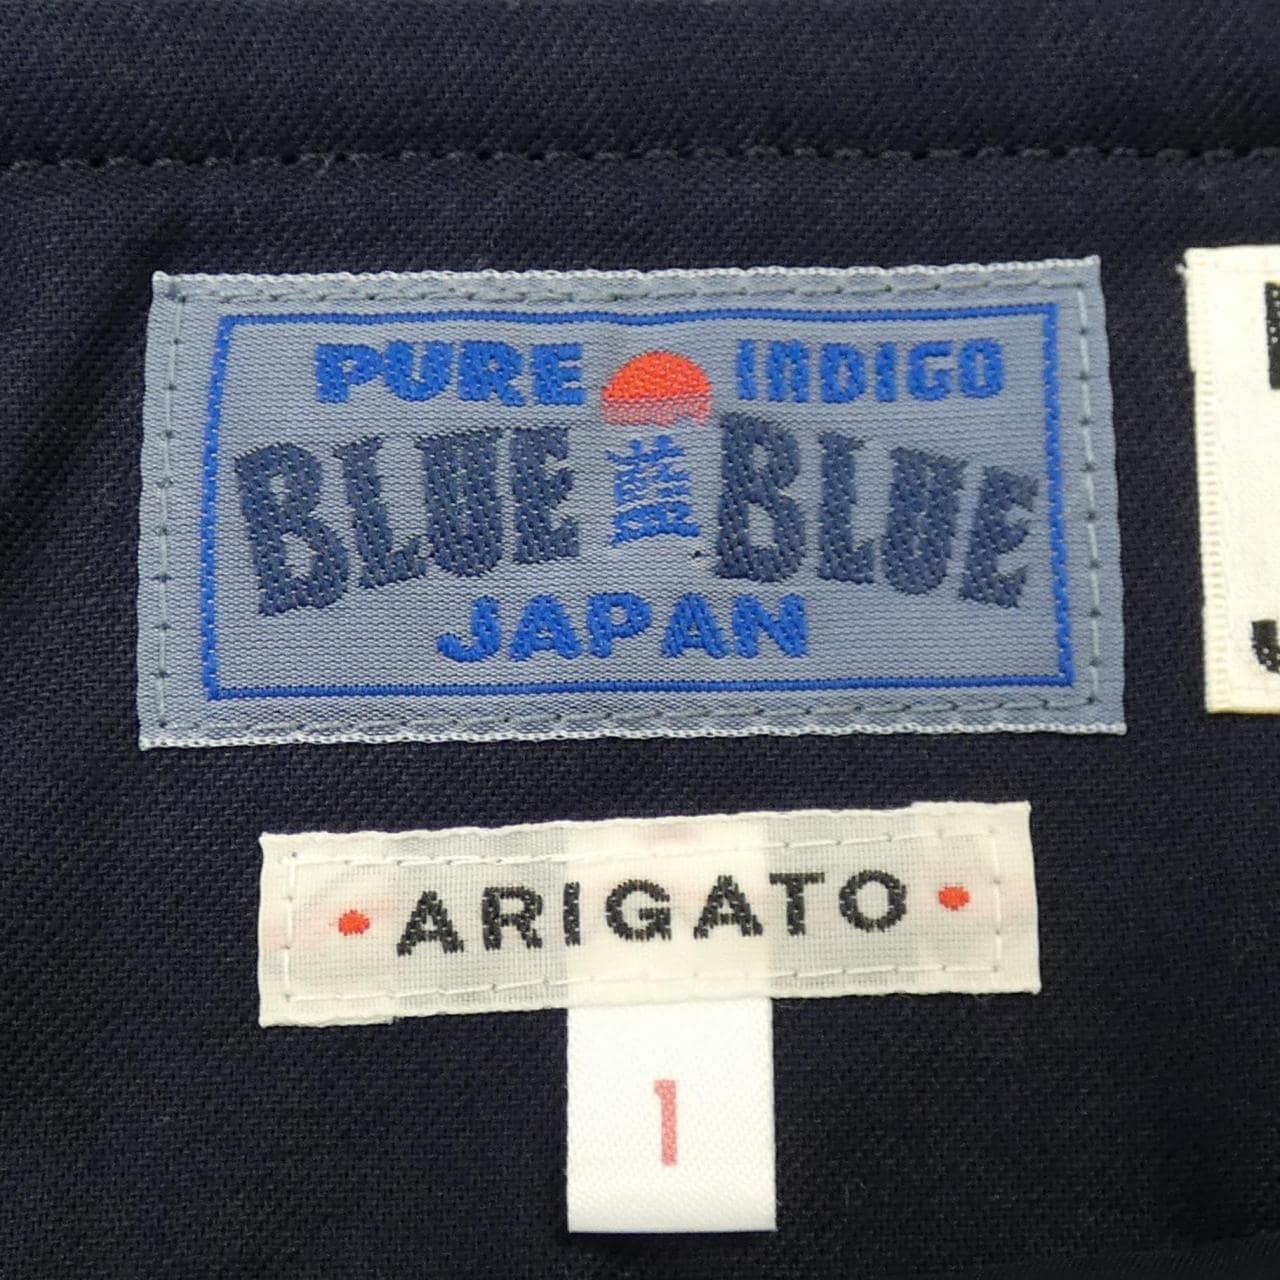 PURE INDIGO
BLUE 藍 BLUE
JAPAN
• ARIGATO •
1